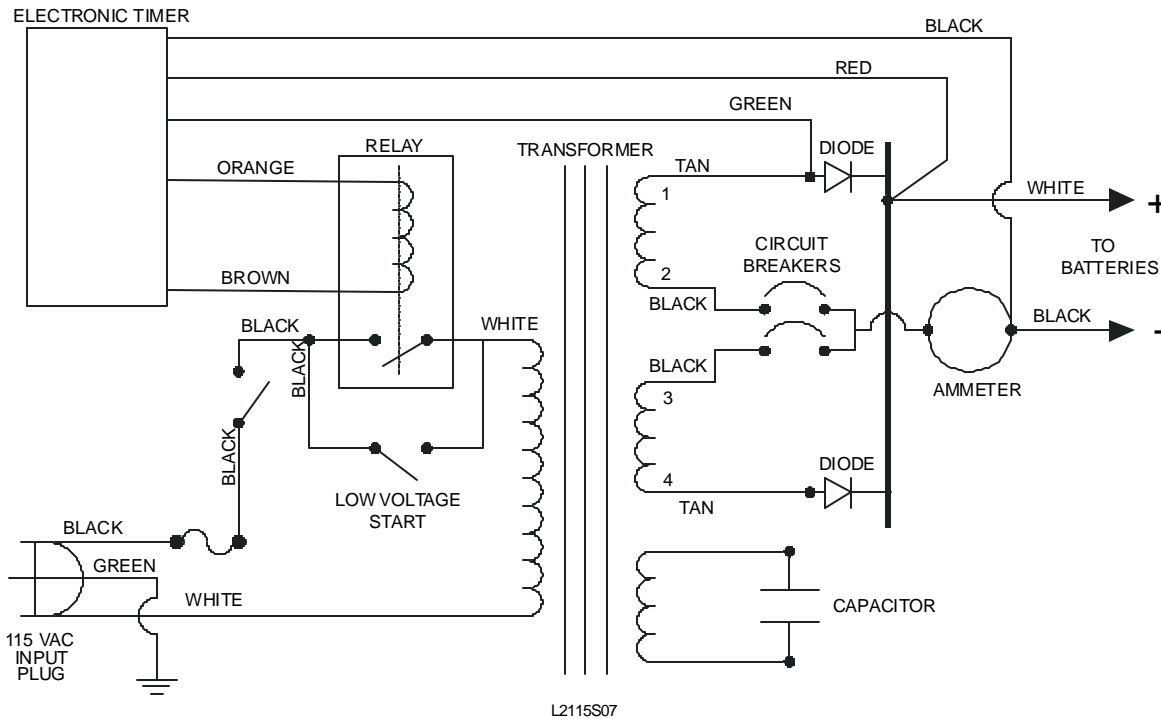 ELECTRONIC TIMER
BLACK
RED
GREEN
RELAY
TRANSFORMER
DIODE
TAN
ORANGE
1
WHITE
+
CIRCUIT
BREAKERS
TO
BATTERIES
2
BROWN
BLACK
BLACK
WHITE
BLACK
-
BLACK
BLACK
AMMETER
3
BLACK
DIODE
4
LOW VOLTAGE
START
TAN
BLACK
GREEN
WHITE
CAPACITOR
115 VAC
INPUT
PLUG
L2115S07